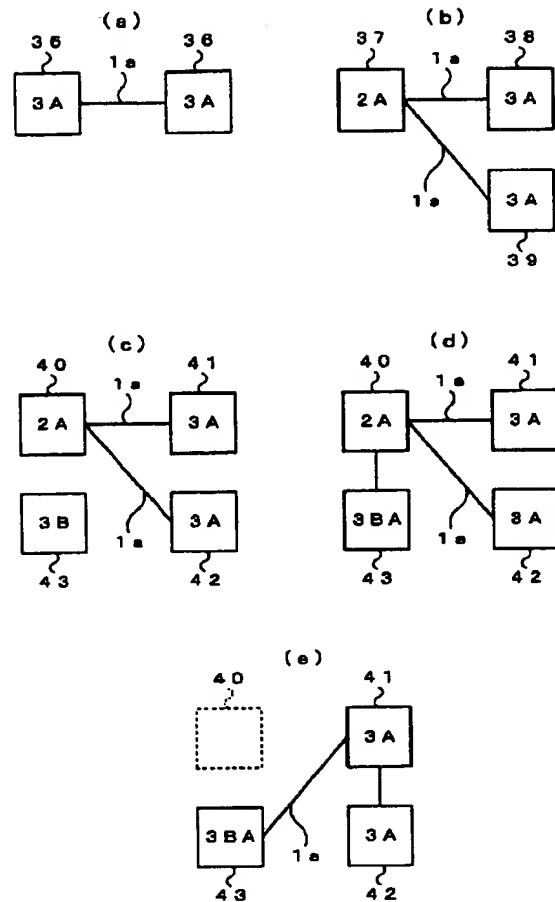 (a)
35 36
1a
3A 3A
(b)
37 1a 38
2A 3A
1a 3A
39
(c)
40 1a 41
2A 3A
3B 1a 3A
43 42
(d)
40 1a 41
2A 3A
3BA 1a 3A
43 42
(e)
40 41
3A
3BA 1a 3A
43 42